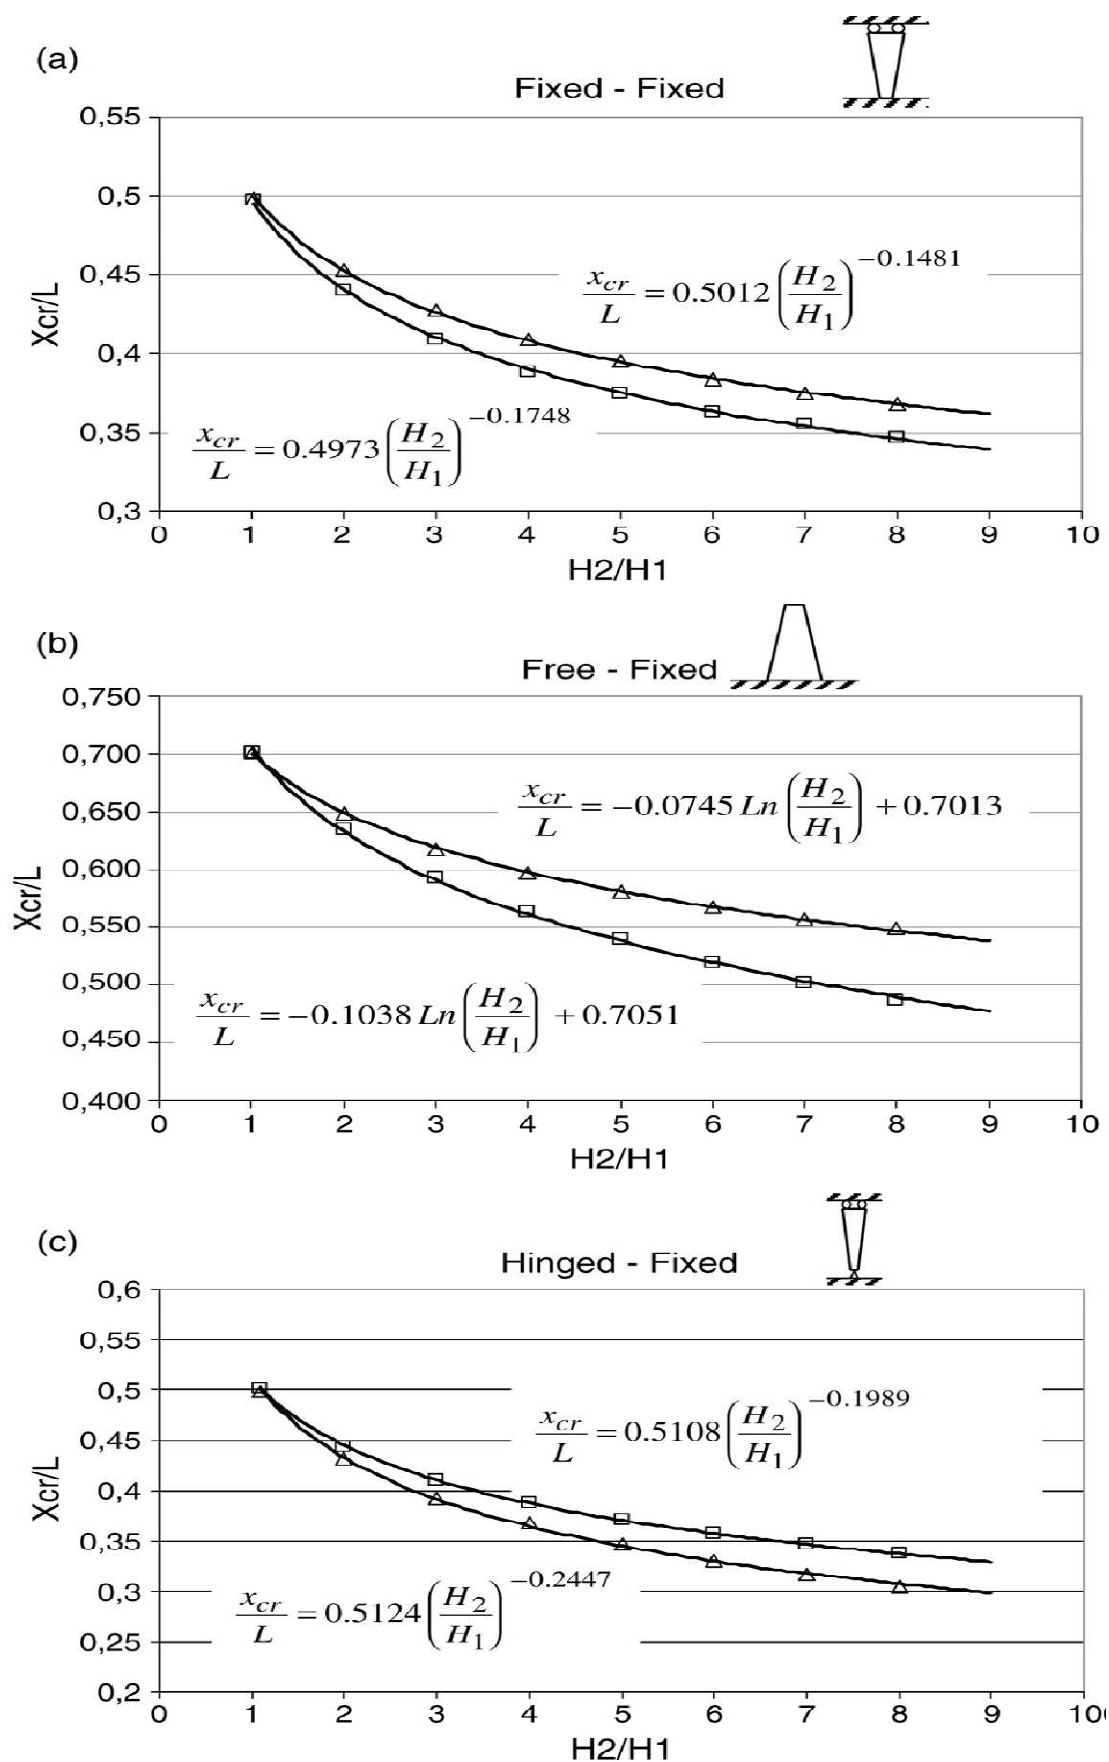 (a)
Fixed - Fixed
0,55
0,5
0,45
0,4
0,35
0,3
Xcr/L
x_cr/L = 0.5012 (H_2/H_1)^−0.1481
x_cr/L = 0.4973 (H_2/H_1)^−0.1748
0 1 2 3 4 5 6 7 8 9 10
H2/H1
(b)
Free - Fixed
0,750
0,700
0,650
0,600
0,550
0,500
0,450
0,400
Xcr/L
x_cr/L = −0.0745 Ln (H_2/H_1) + 0.7013
x_cr/L = −0.1038 Ln (H_2/H_1) + 0.7051
0 1 2 3 4 5 6 7 8 9 10
H2/H1
(c)
Hinged - Fixed
0,6
0,55
0,5
0,45
0,4
0,35
0,3
0,25
0,2
Xcr/L
x_cr/L = 0.5108 (H_2/H_1)^−0.1989
x_cr/L = 0.5124 (H_2/H_1)^−0.2447
0 1 2 3 4 5 6 7 8 9 10
H2/H1